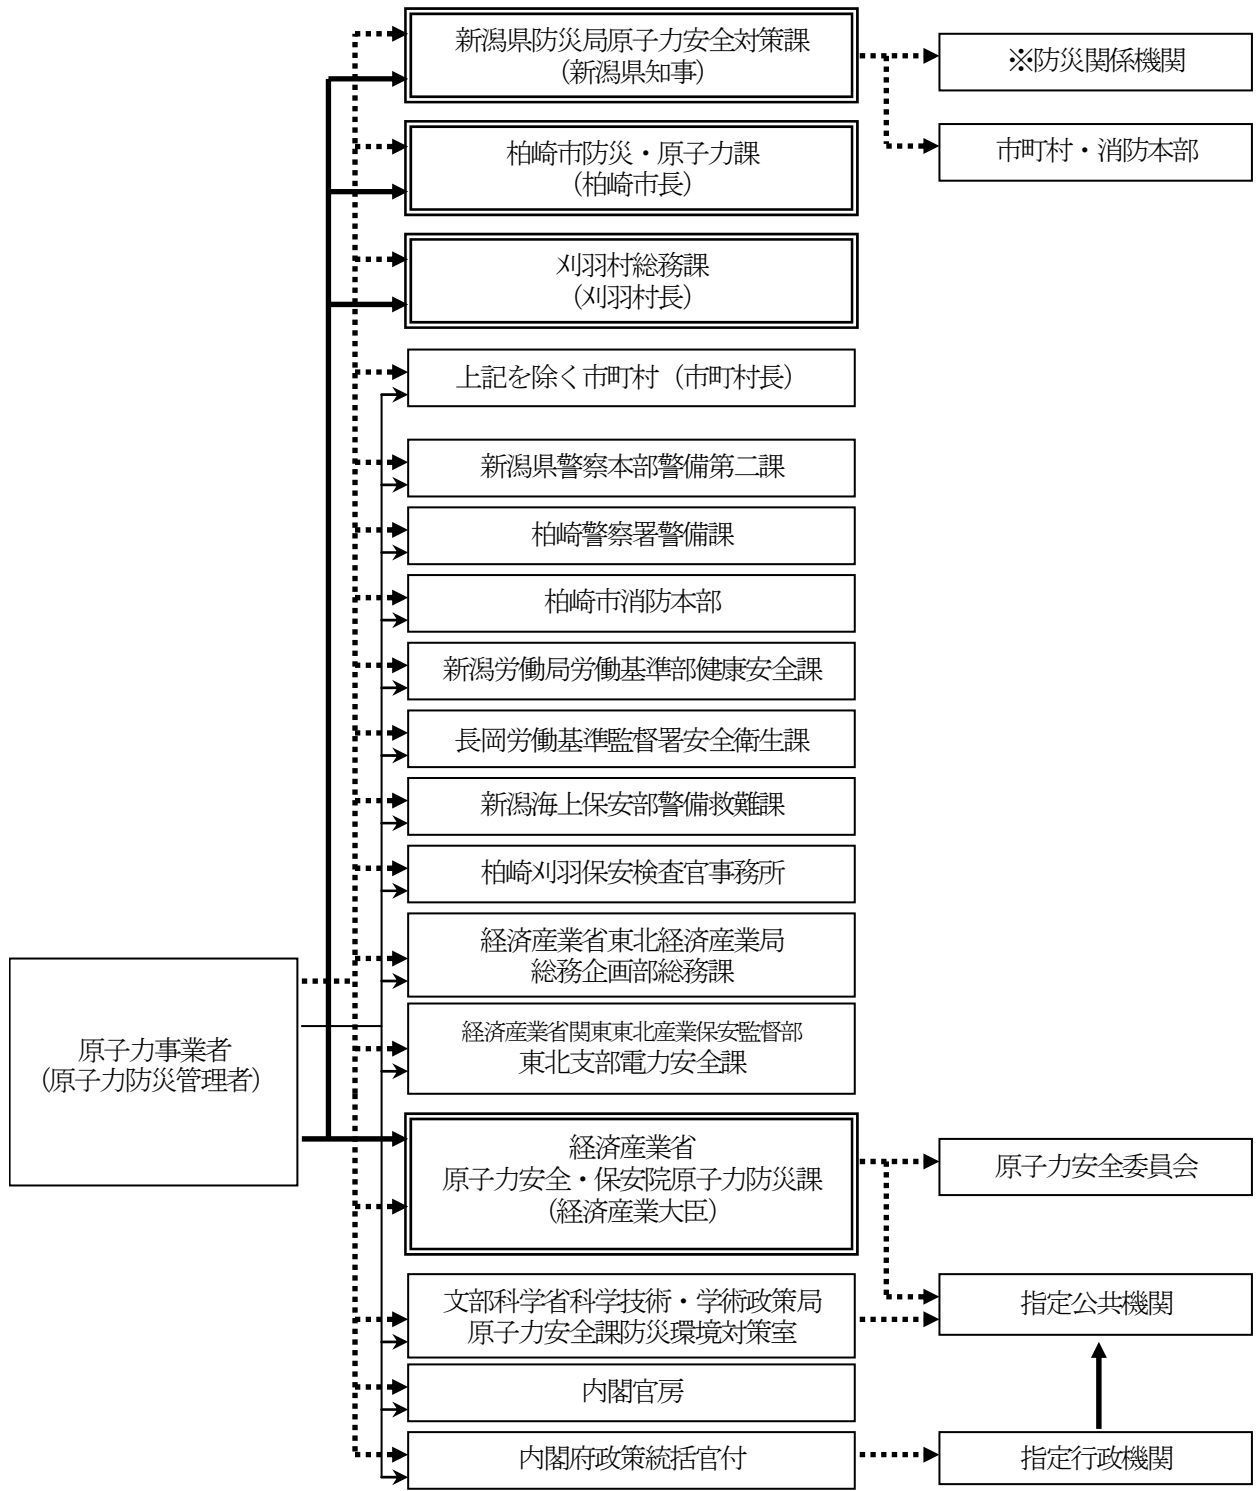 新潟県防災局原子力安全対策課
(新潟県知事)
※防災関係機関
市町村・消防本部
柏崎市防災・原子力課
(柏崎市長)
刈羽村総務課
(刈羽村長)
上記を除く市町村（市町村長）
新潟県警察本部警備第二課
柏崎警察署警備課
柏崎市消防本部
新潟労働局労働基準部健康安全課
長岡労働基準監督署安全衛生課
新潟海上保安部警備救難課
柏崎刈羽保安検査官事務所
経済産業省東北経済産業局
総務企画部総務課
原子力事業者
(原子力防災管理者)
経済産業省関東東北産業保安監督部
東北支部電力安全課
経済産業省
原子力安全・保安院原子力防災課
(経済産業大臣)
原子力安全委員会
文部科学省科学技術・学術政策局
原子力安全課防災環境対策室
指定公共機関
内閣官房
内閣府政策統括官付
指定行政機関